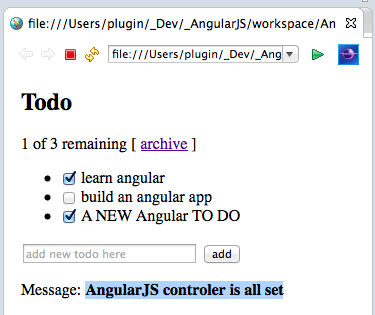 file:///Users/plugin/_Dev/_AngularJS/workspace/An
file:///Users/plugin/_Dev/_Ang
Todo
1 of 3 remaining [ archive ]
learn angular
build an angular app
A NEW Angular TO DO
add new todo here add
Message: AngularJS controler is all set